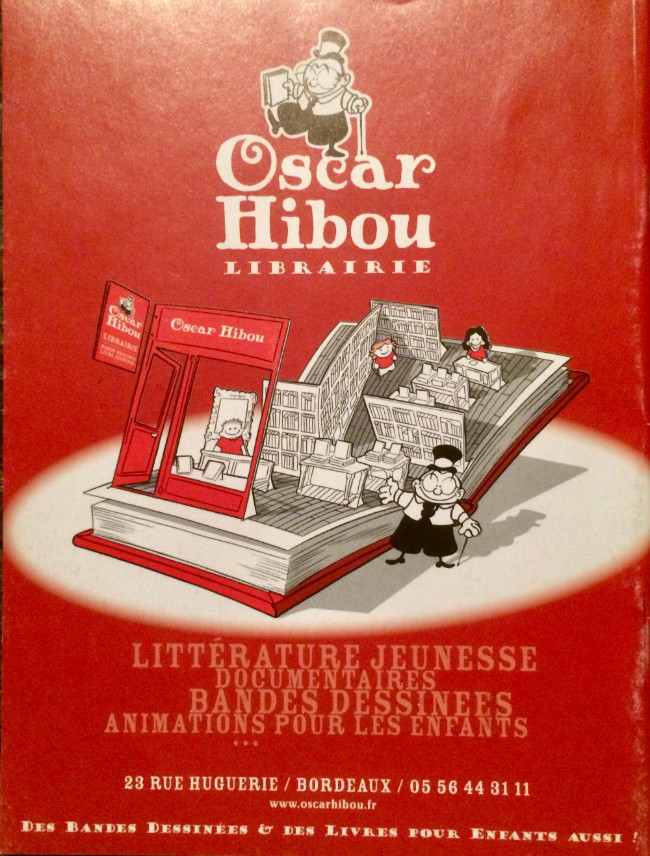 Oscar
Hibou
LIBRAIRIE
Oscar
Hibou
LIBRAIRIE
Oscar Hibou
LITTÉRATURE JEUNESSE
DOCUMENTAIRES
BANDES DESSINEES
ANIMATIONS POUR LES ENFANTS
...
23 RUE HUGUERIE / BORDEAUX / 05 56 44 31 11
www.oscarhibou.fr
DES BANDES DESSINÉES & DES LIVRES POUR ENFANTS AUSSI !